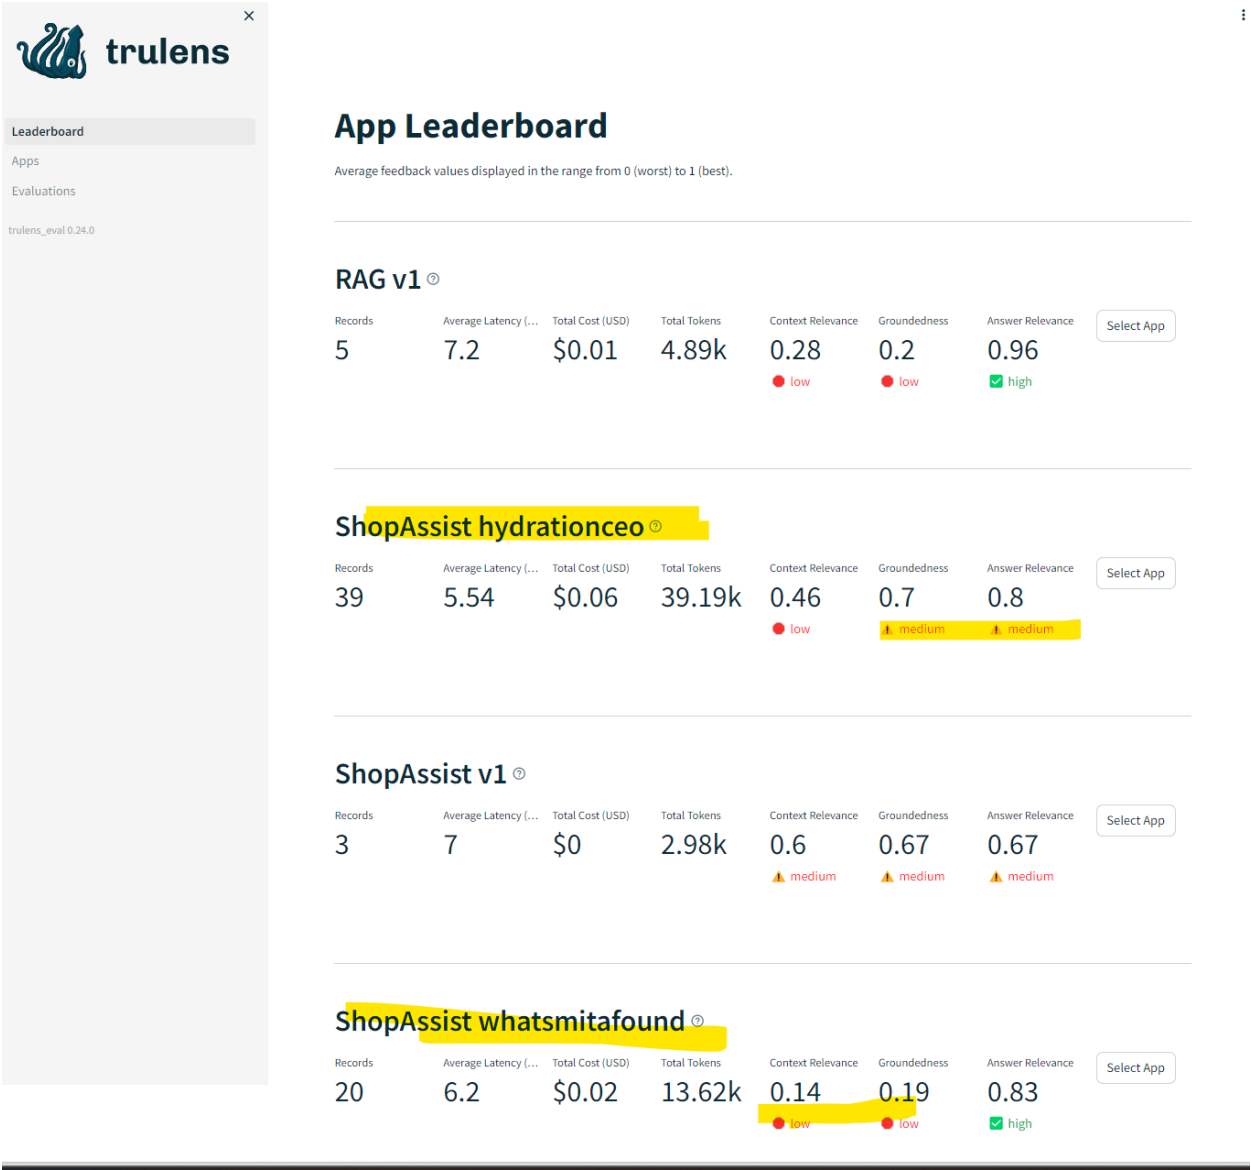 trulens
Leaderboard
Apps
Evaluations
trulens_eval 0.24.0
App Leaderboard
Average feedback values displayed in the range from 0 (worst) to 1 (best).
RAG v1
Records Average Latency (... Total Cost (USD) Total Tokens Context Relevance Groundedness Answer Relevance Select App
5 7.2 $0.01 4.89k 0.28 0.2 0.96
low low high
ShopAssist hydrationceo
Records Average Latency (... Total Cost (USD) Total Tokens Context Relevance Groundedness Answer Relevance Select App
39 5.54 $0.06 39.19k 0.46 0.7 0.8
low medium medium
ShopAssist v1
Records Average Latency (... Total Cost (USD) Total Tokens Context Relevance Groundedness Answer Relevance Select App
3 7 $0 2.98k 0.6 0.67 0.67
medium medium medium
ShopAssist whatsmitafound
Records Average Latency (... Total Cost (USD) Total Tokens Context Relevance Groundedness Answer Relevance Select App
20 6.2 $0.02 13.62k 0.14 0.19 0.83
low low high